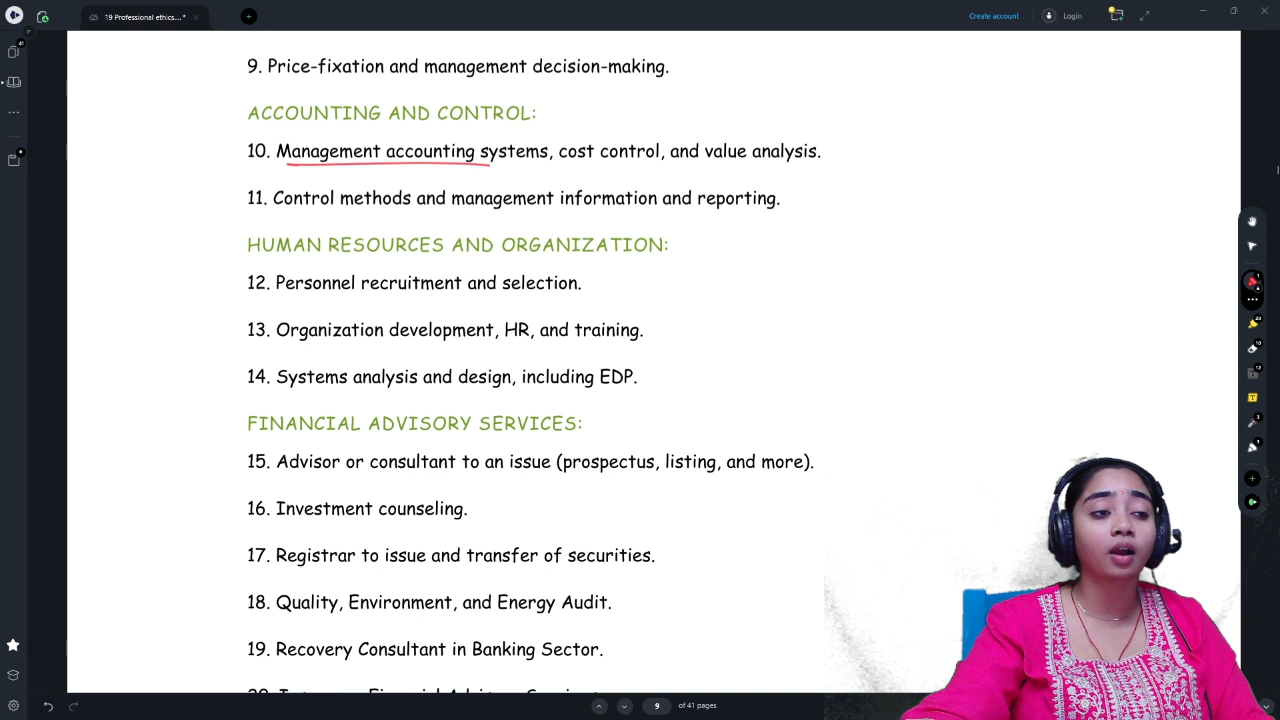 19 Professional ethics....*
Create account
Login
9. Price-fixation and management decision-making.
ACCOUNTING AND CONTROL:
10. Management accounting systems, cost control, and value analysis.
11. Control methods and management information and reporting.
HUMAN RESOURCES AND ORGANIZATION:
12. Personnel recruitment and selection.
13. Organization development, HR, and training.
14. Systems analysis and design, including EDP.
FINANCIAL ADVISORY SERVICES:
15. Advisor or consultant to an issue (prospectus, listing, and more).
16. Investment counseling.
17. Registrar to issue and transfer of securities.
18. Quality, Environment, and Energy Audit.
19. Recovery Consultant in Banking Sector.
9 of 41 pages